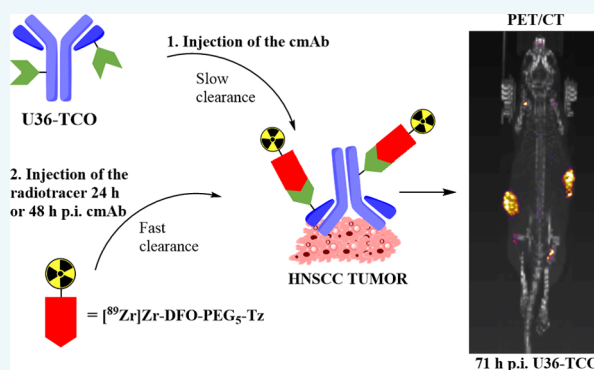 PET/CT
1. Injection of the cmAb
Slow
clearance
U36-TCO
2. Injection of the
radiotracer 24 h
or 48 h p.i. cmAb
Fast
clearance
HNSCC TUMOR
= [⁸⁹Zr]Zr-DFO-PEG₅-Tz
71 h p.i. U36-TCO